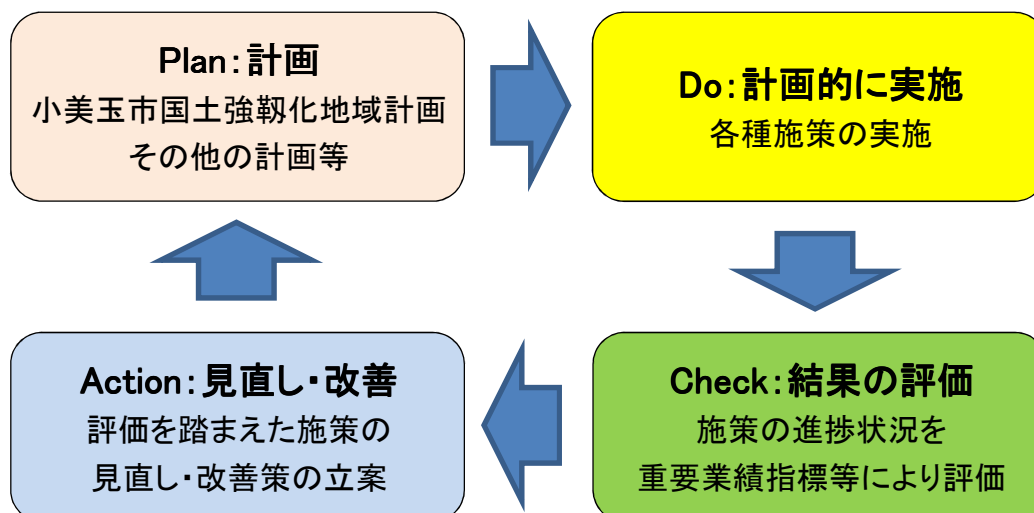 Plan：計画
小美玉市国土強靱化地域計画
その他の計画等
Do：計画的に実施
各種施策の実施
Check：結果の評価
施策の進捗状況を
重要業績指標等により評価
Action：見直し・改善
評価を踏まえた施策の
見直し・改善策の立案